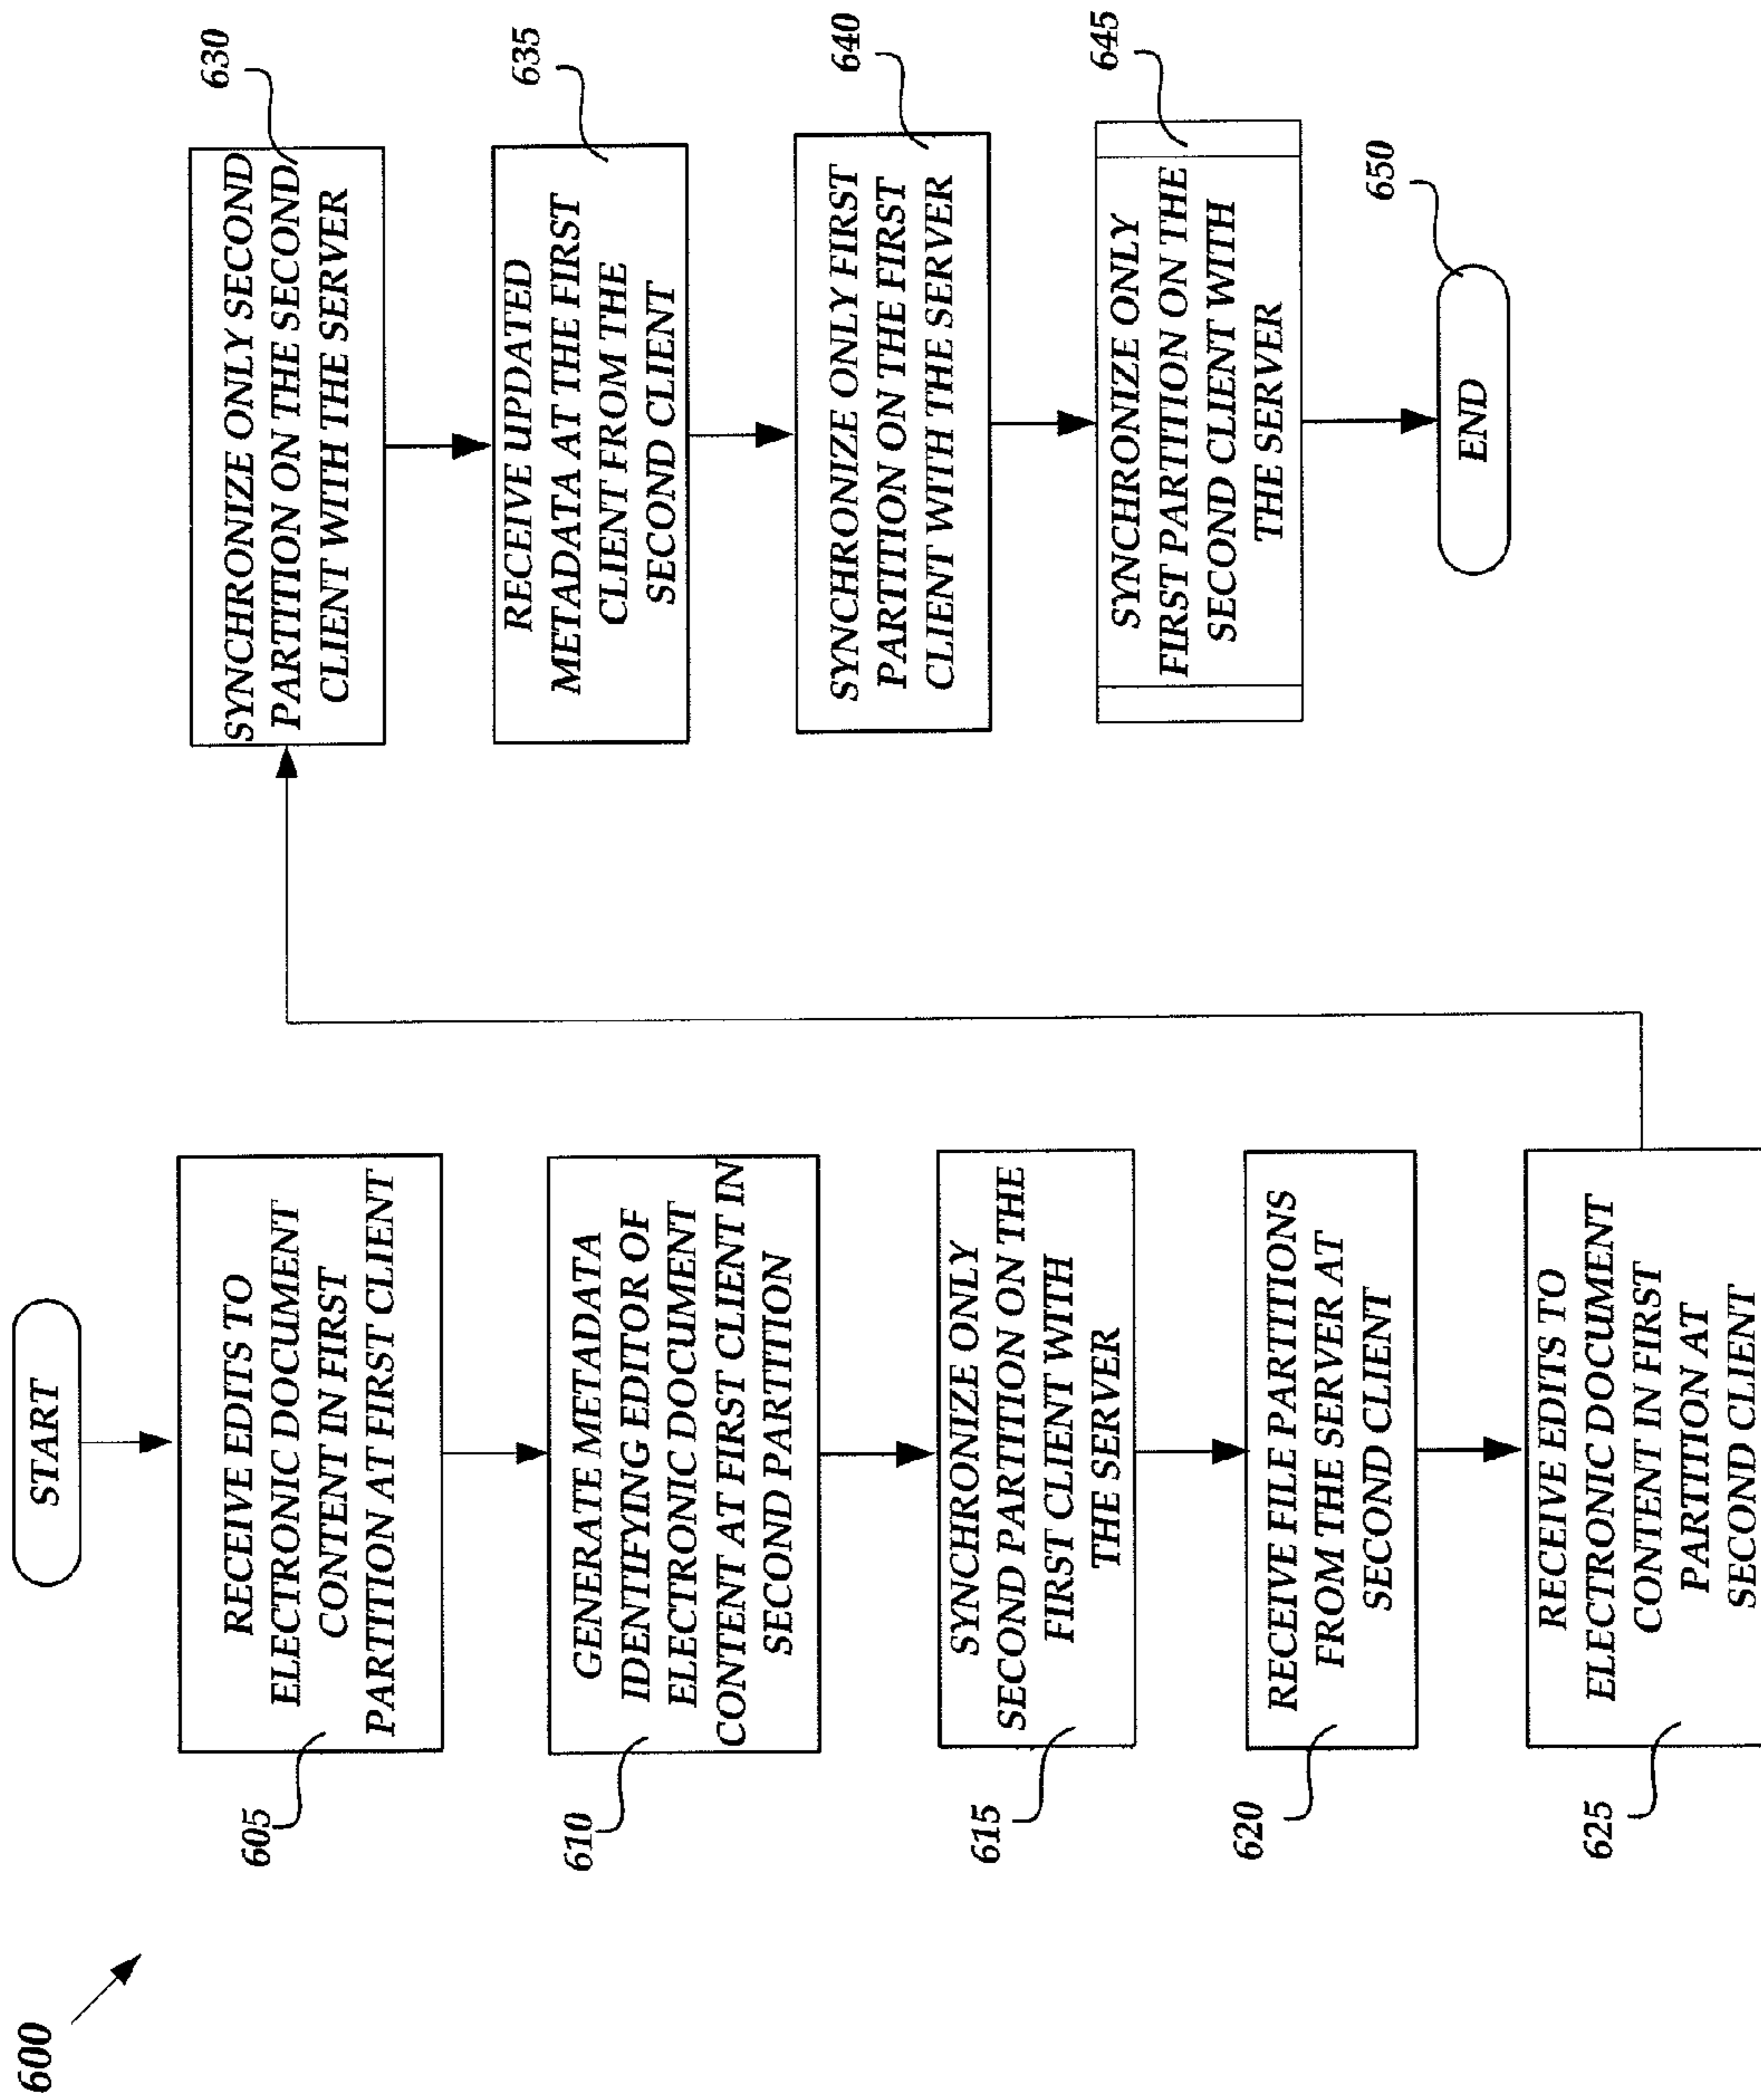 600
START
RECEIVE EDITS TO
ELECTRONIC DOCUMENT
CONTENT IN FIRST
PARTITION AT FIRST CLIENT
605
GENERATE METADATA
IDENTIFYING EDITOR OF
ELECTRONIC DOCUMENT
CONTENT AT FIRST CLIENT IN
SECOND PARTITION
610
SYNCHRONIZE ONLY
SECOND PARTITION ON THE
FIRST CLIENT WITH
THE SERVER
615
RECEIVE FILE PARTITIONS
FROM THE SERVER AT
SECOND CLIENT
620
RECEIVE EDITS TO
ELECTRONIC DOCUMENT
CONTENT IN FIRST
PARTITION AT
SECOND CLIENT
625
SYNCHRONIZE ONLY SECOND
PARTITION ON THE SECOND
CLIENT WITH THE SERVER
630
RECEIVE UPDATED
METADATA AT THE FIRST
CLIENT FROM THE
SECOND CLIENT
635
SYNCHRONIZE ONLY FIRST
PARTITION ON THE FIRST
CLIENT WITH THE SERVER
640
SYNCHRONIZE ONLY
FIRST PARTITION ON THE
SECOND CLIENT WITH
THE SERVER
645
END
650